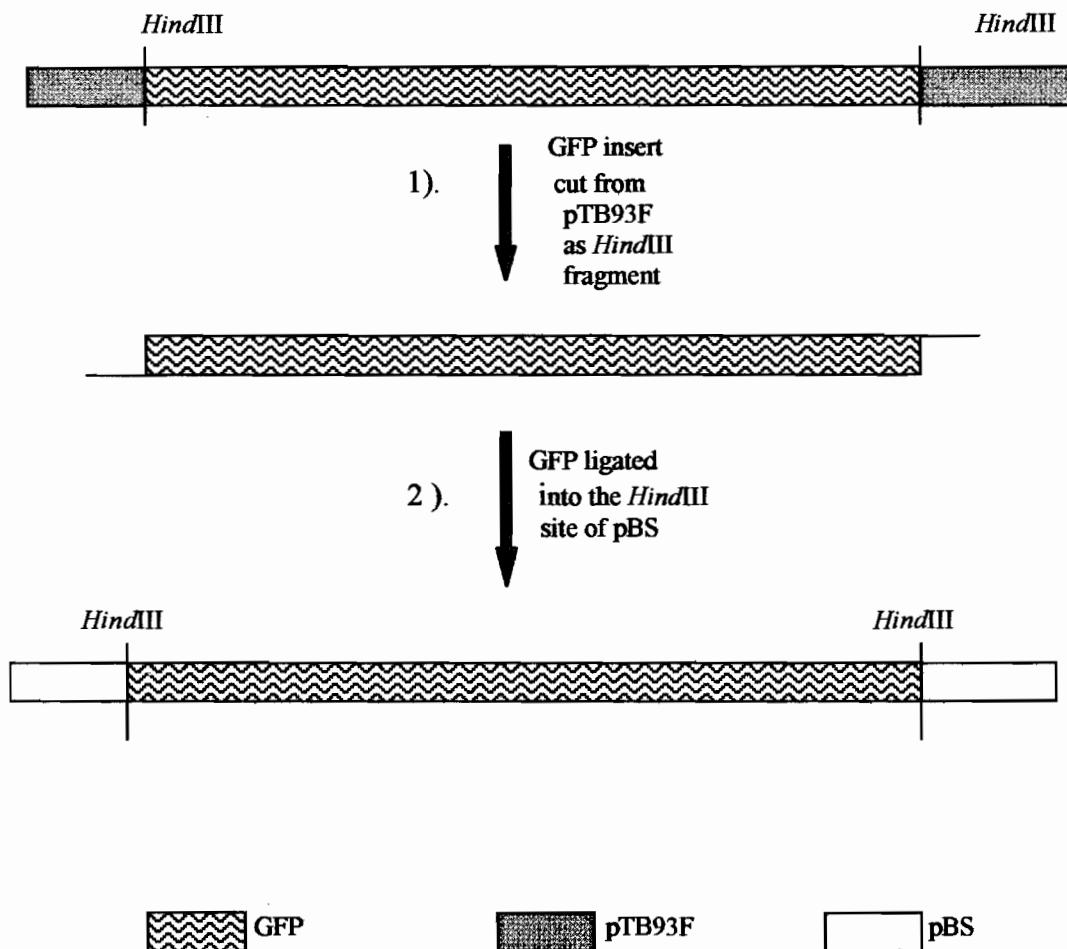 HindIII HindIII
1).
GFP insert
cut from
pTB93F
as HindIII
fragment
2 ).
GFP ligated
into the HindIII
site of pBS
HindIII HindIII
GFP pTB93F pBS